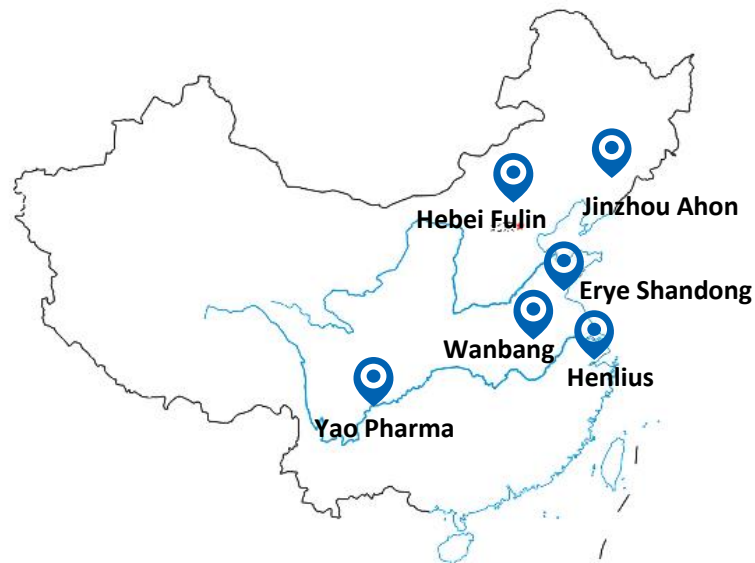 Jinzhou Ahon
Hebei Fulin
Erye Shandong
Wanbang
Henlius
Yao Pharma